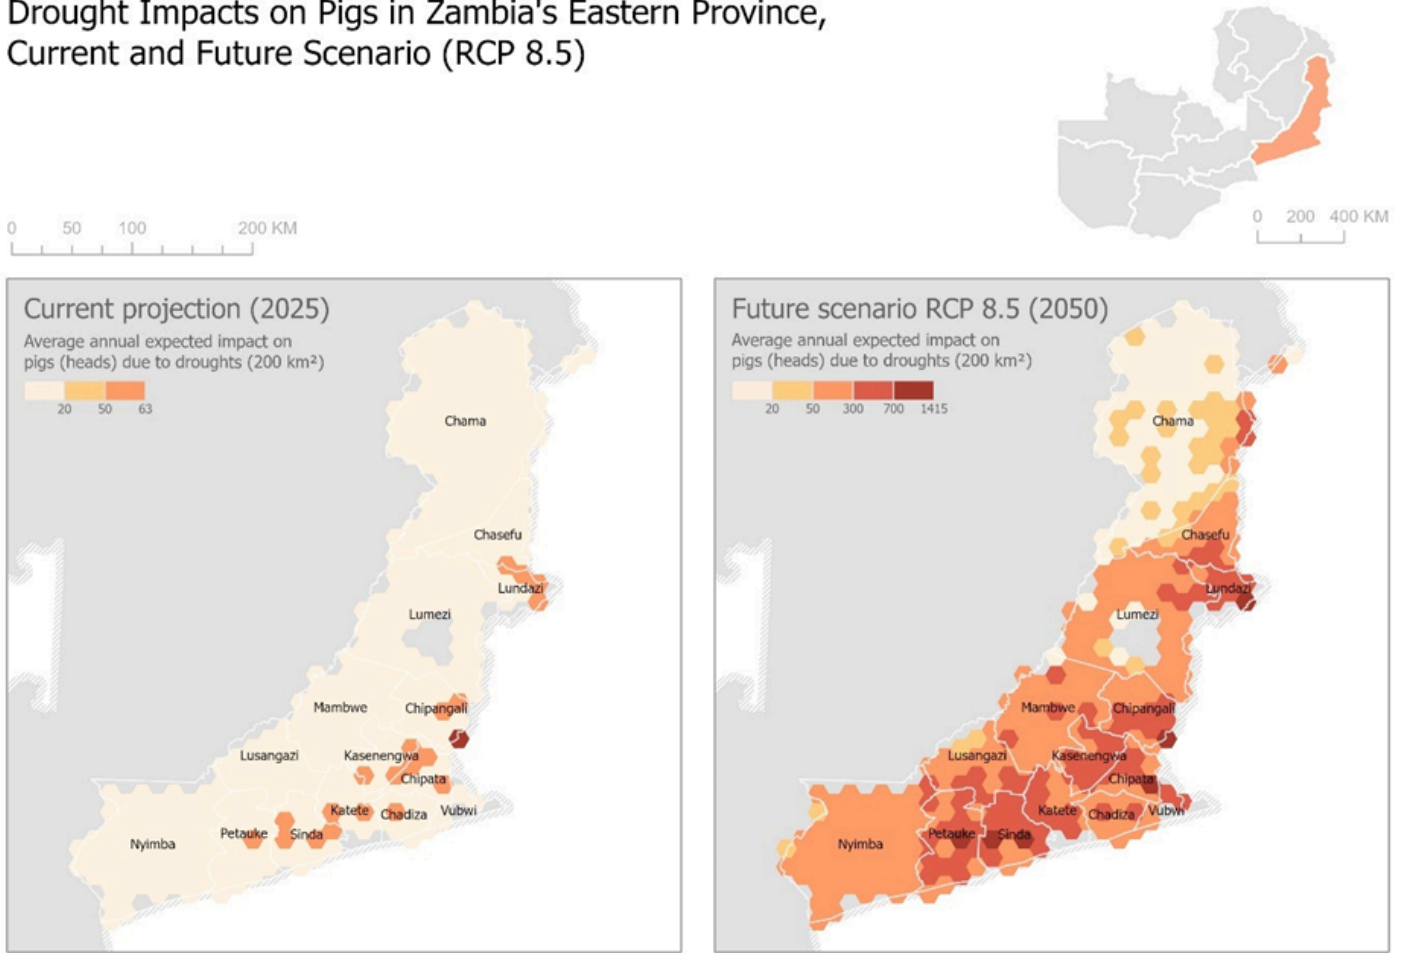 Drought Impacts on Pigs in Zambia's Eastern Province,
Current and Future Scenario (RCP 8.5)
0 50 100 200 KM
0 200 400 KM
Current projection (2025)
Average annual expected impact on
pigs (heads) due to droughts (200 km²)
20 50 63
Chama
Chasefu
Lundazi
Lumezi
Mambwe
Chipangali
Lusangazi
Kasenengwa
Chipata
Katete
Chadiza
Vubwi
Petauke
Sinda
Nyimba
Future scenario RCP 8.5 (2050)
Average annual expected impact on
pigs (heads) due to droughts (200 km²)
20 50 300 700 1415
Chama
Chasefu
Lundazi
Lumezi
Mambwe
Chipangali
Lusangazi
Kasenengwa
Chipata
Katete
Chadiza
Vubwi
Petauke
Sinda
Nyimba